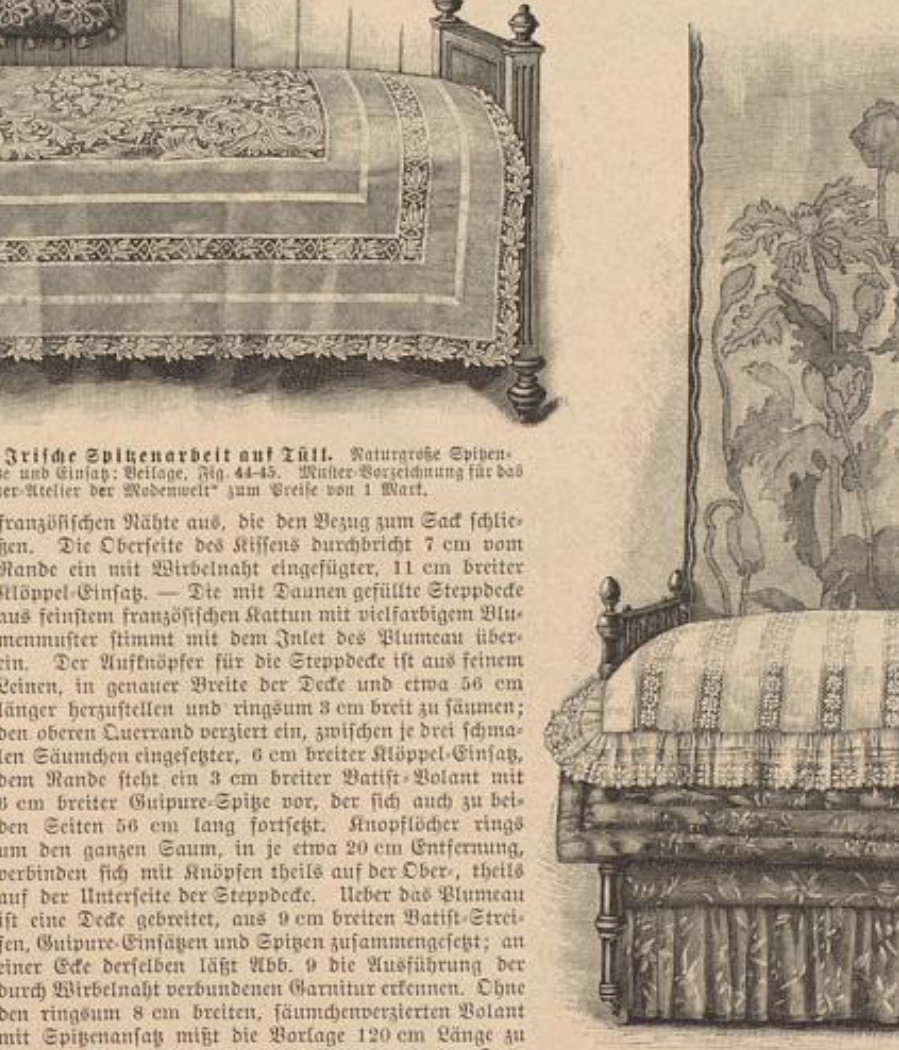 Irische Spitzenarbeit auf Tüll. Naturgroße Spitzen-
und Einsatz: Beilage, Fig. 44-45. Muster-Vorzeichnung für das
er-Atelier der Modenwelt“ zum Preise von 1 Mark.
französischen Nähte aus, die den Bezug zum Sack schlie-
ßen. Die Oberseite des Kissens durchbricht 7 cm vom
Rande ein mit Wirbelnaht eingefügter, 11 cm breiter
Klöppel-Einsatz. — Die mit Daunen gefüllte Steppdecke
aus feinstem französischen Kattun mit vielfarbigem Blu-
menmuster stimmt mit dem Inlet des Plumeau über-
ein. Der Aufknöpfer für die Steppdecke ist aus feinem
Leinen, in genauer Breite der Decke und etwa 56 cm
länger herzustellen und ringsum 3 cm breit zu säumen;
den oberen Querrand verziert ein, zwischen je drei schma-
len Säumchen eingesetzter, 6 cm breiter Klöppel-Einsatz,
dem Rande steht ein 3 cm breiter Batist-Volant mit
6 cm breiter Guipure-Spitze vor, der sich auch zu bei-
den Seiten 56 cm lang fortsetzt. Knopflöcher rings
um den ganzen Saum, in je etwa 20 cm Entfernung,
verbinden sich mit Knöpfen theils auf der Ober-, theils
auf der Unterseite der Steppdecke. Ueber das Plumeau
ist eine Decke gebreitet, aus 9 cm breiten Batist-Strei-
fen, Guipure-Einsätzen und Spitzen zusammengesetzt; an
einer Ecke derselben läßt Abb. 9 die Ausführung der
durch Wirbelnaht verbundenen Garnitur erkennen. Ohne
den ringsum 8 cm breiten, säumchenverzierten Volant
mit Spitzenansatz mißt die Vorlage 120 cm Länge zu